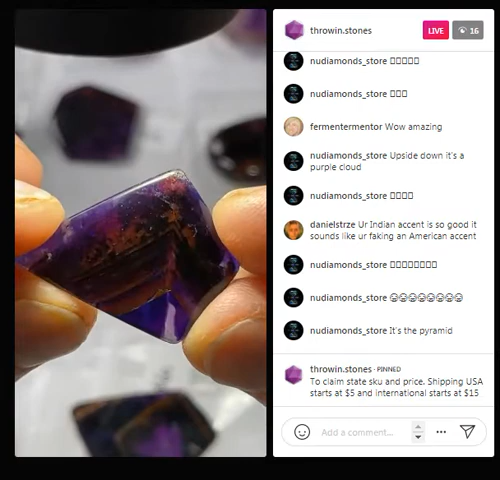 throwin.stones
LIVE
16
nudiamonds_store
nudiamonds_store
fermentermentor Wow amazing
nudiamonds_store Upside down it's a
purple cloud
nudiamonds_store
danielstrze Ur Indian accent is so good it
sounds like ur faking an American accent
nudiamonds_store
nudiamonds_store
nudiamonds_store It's the pyramid
throwin.stones · PINNED
To claim state sku and price. Shipping USA
starts at $5 and international starts at $15
Add a comment...